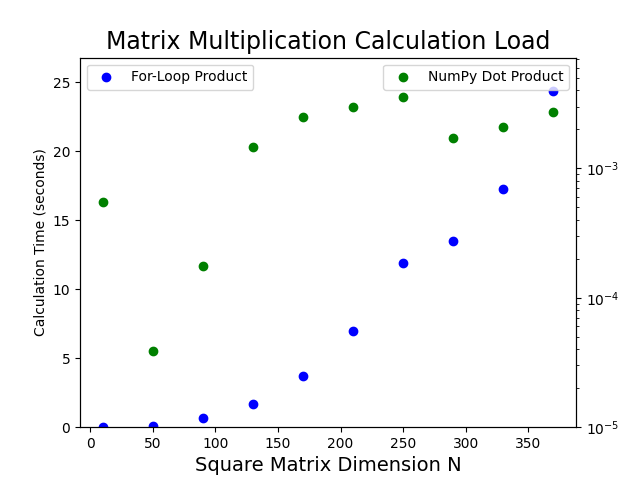 Matrix Multiplication Calculation Load
For-Loop Product
NumPy Dot Product
Calculation Time (seconds)
25
20
15
10
5
0
10⁻³
10⁻⁴
10⁻⁵
0 50 100 150 200 250 300 350
Square Matrix Dimension N